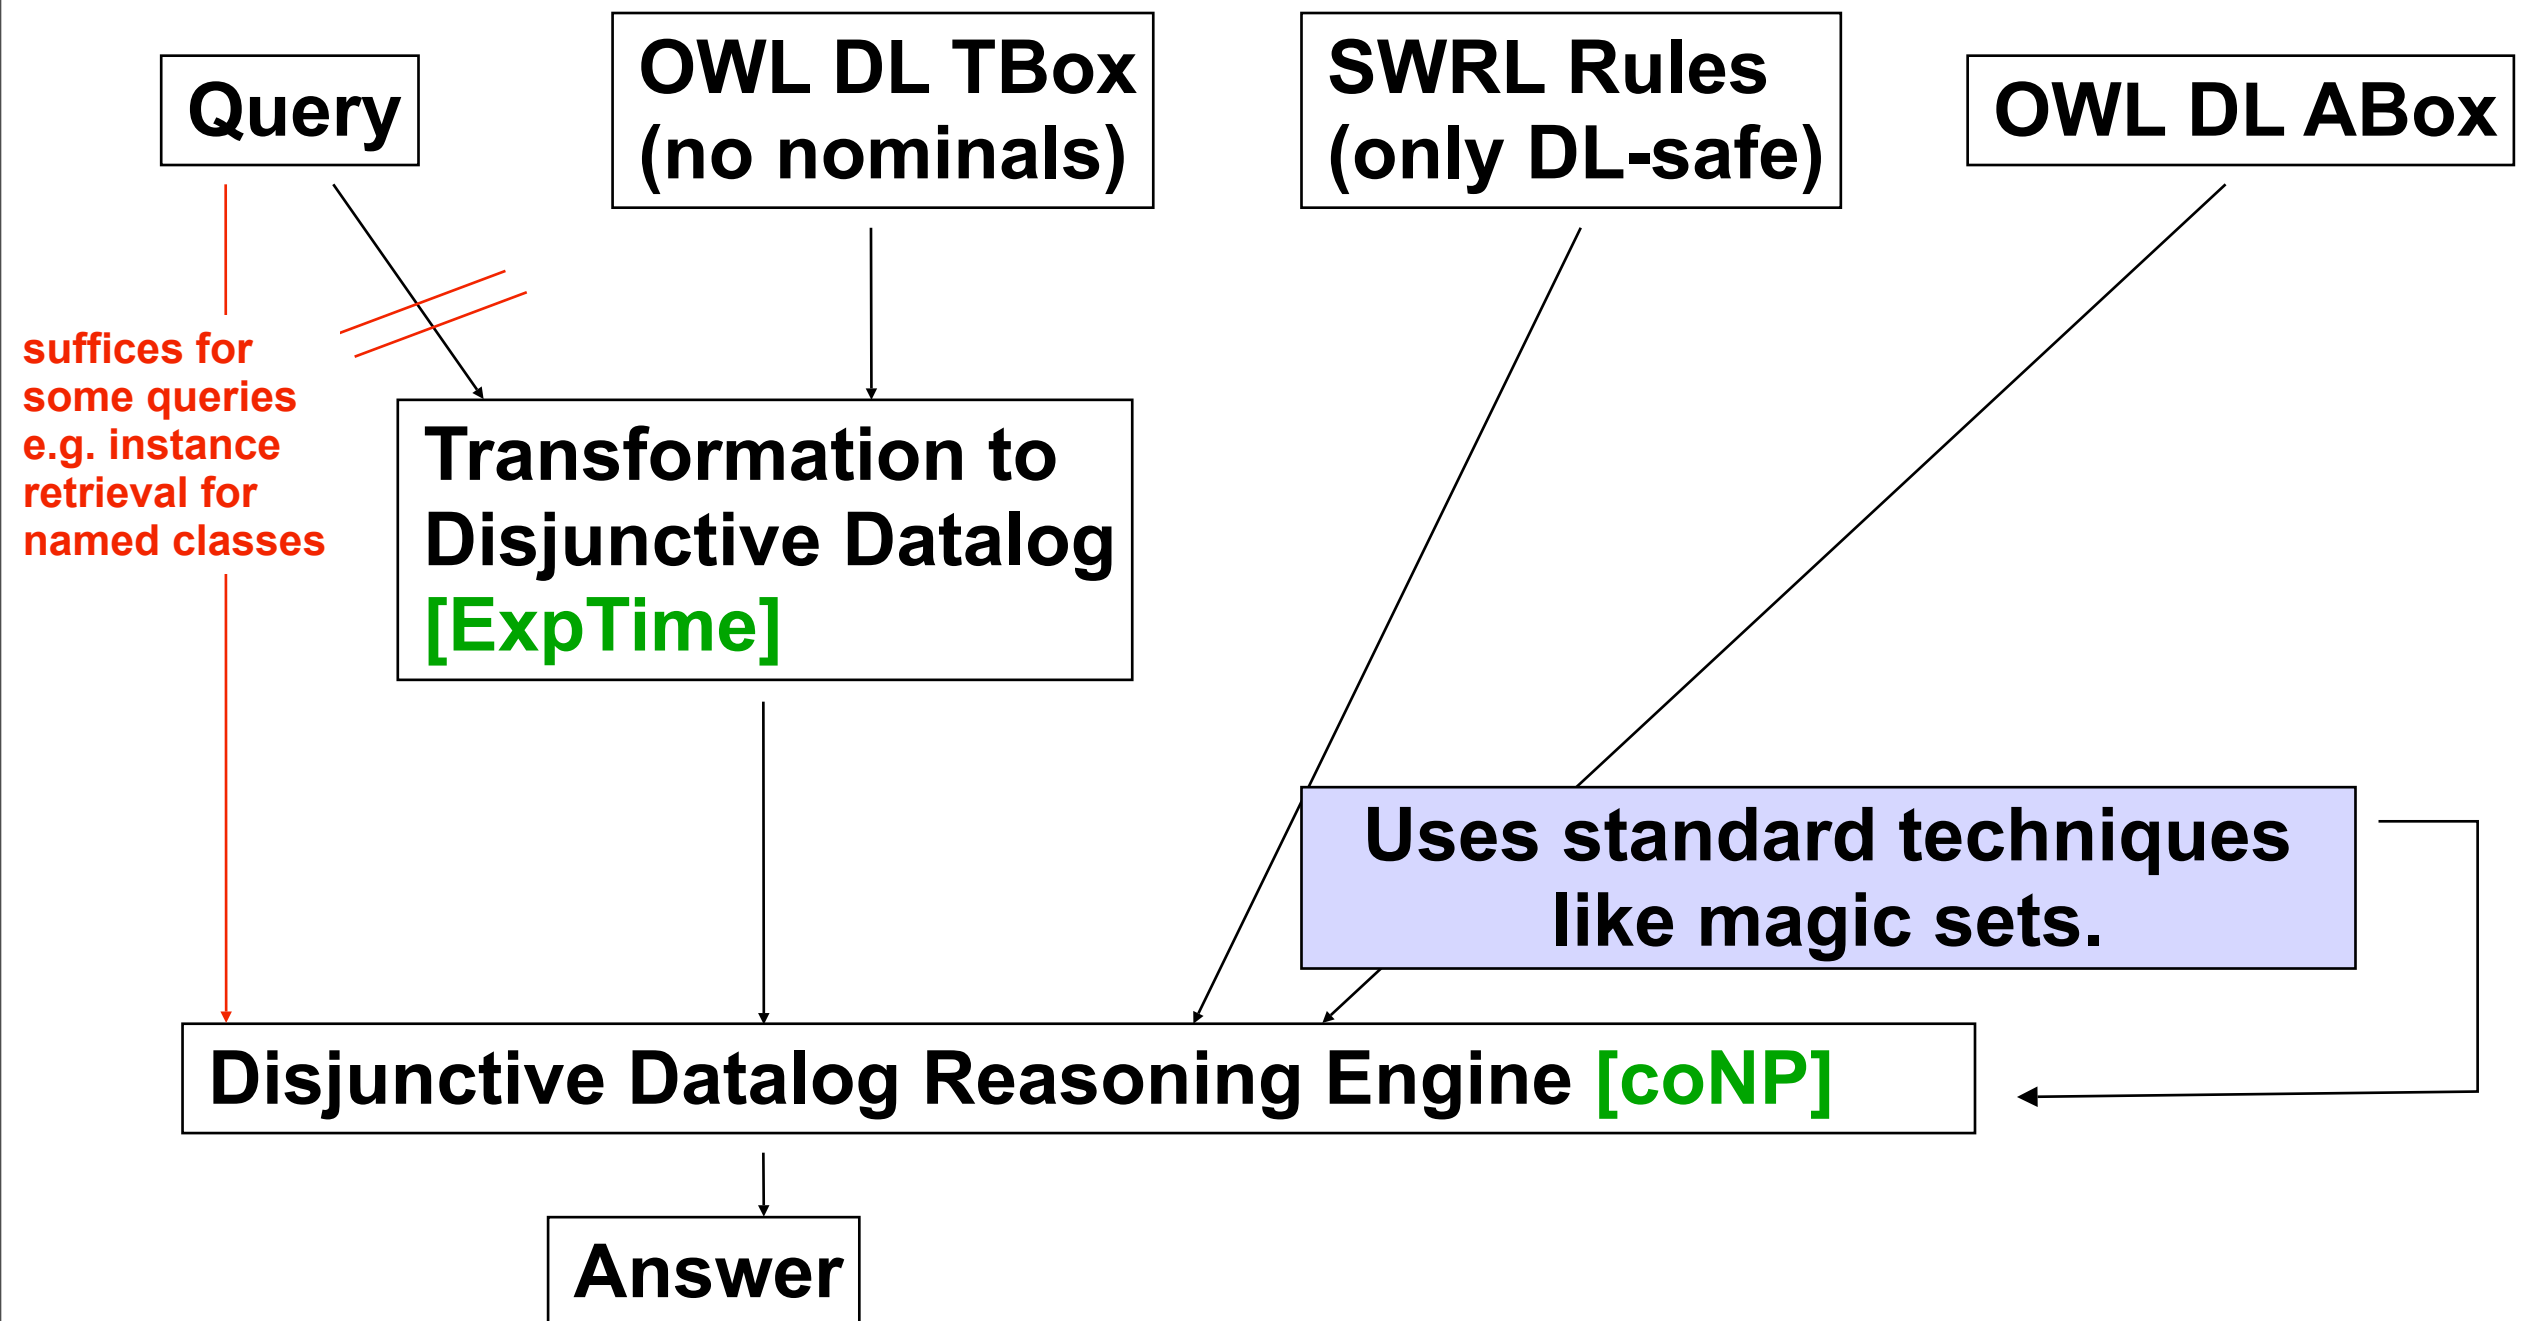 Query
OWL DL TBox
(no nominals)
SWRL Rules
(only DL-safe)
OWL DL ABox
suffices for
some queries
e.g. instance
retrieval for
named classes
Transformation to
Disjunctive Datalog
[ExpTime]
Uses standard techniques
like magic sets.
Disjunctive Datalog Reasoning Engine [coNP]
Answer